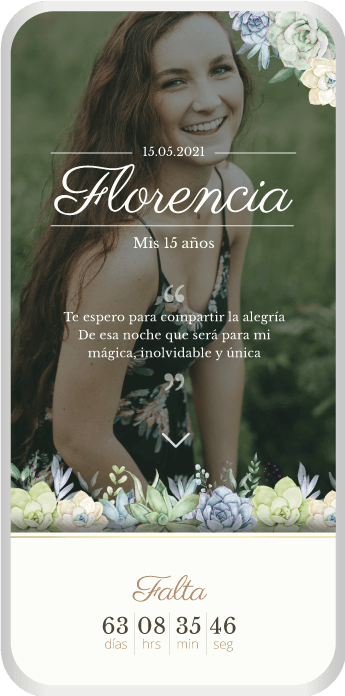 15.05.2021
Florencia
Mis 15 años
“
Te espero para compartir la alegría
De esa noche que será para mi
mágica, inolvidable y única
”
Falta
63 08 35 46
días hrs min seg